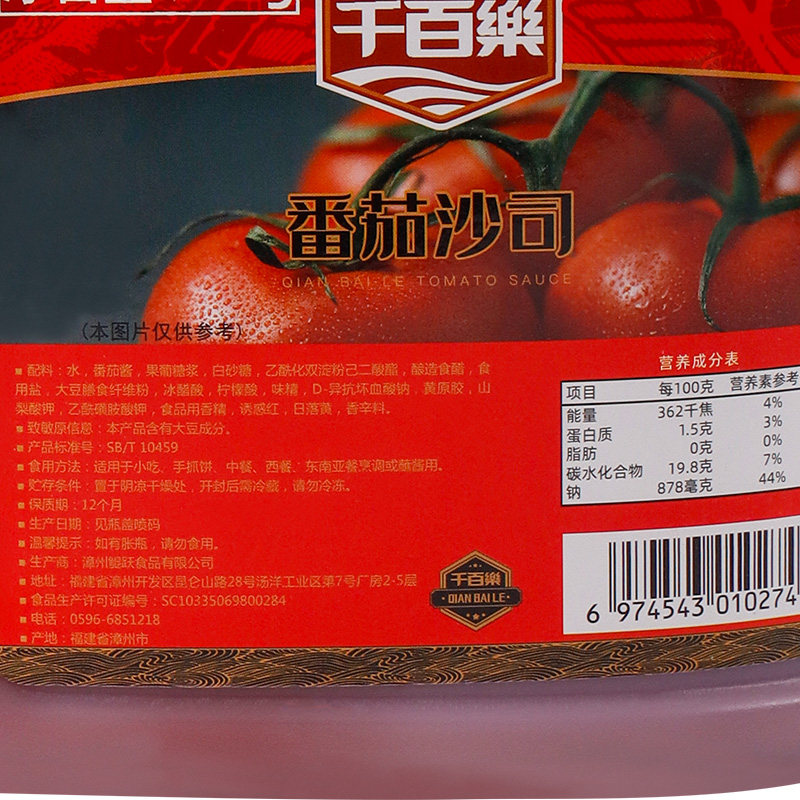 千百樂
番茄沙司
QIAN BAI LE TOMATO SAUCE
(本图片仅供参考)
配料：水，番茄酱，果葡糖浆，白砂糖，乙酰化双淀粉己二酸酯，酿造食醋，食
用盐，大豆膳食纤维粉，冰醋酸，柠檬酸，味精，D-异抗坏血酸钠，黄原胶，山
梨酸钾，乙酰磺胺酸钾，食品用香精，诱惑红，日落黄，香辛料。
致敏原信息：本产品含有大豆成分。
产品标准号：SB/T 10459
食用方法：适用于小吃、手抓饼、中餐、西餐、东南亚餐烹调或蘸酱用。
贮存条件：置于阴凉干燥处，开封后需冷藏，请勿冷冻。
保质期：12个月
生产日期：见瓶盖喷码
温馨提示：如有胀瓶，请勿食用。
生产商：漳州鲲跃食品有限公司
地址：福建省漳州开发区昆仑山路28号汤洋工业区第7号厂房2-5层
食品生产许可证编号：SC10335069800284
电话：0596-6851218
产地：福建省漳州市
千百樂
QIAN BAI LE
营养成分表
项目 每100克 营养素参考
能量 362千焦 4%
蛋白质 1.5克 3%
脂肪 0克 0%
碳水化合物 19.8克 7%
钠 878毫克 44%
6 974543 010274